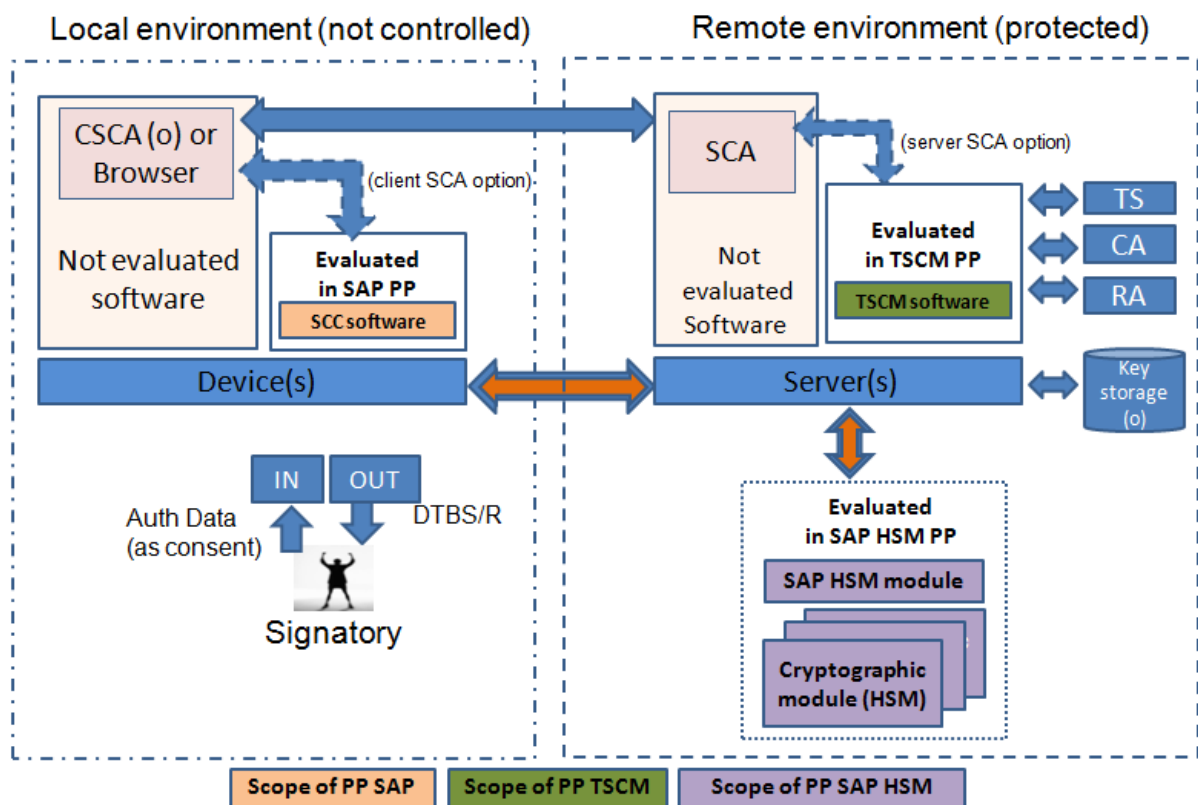 Local environment (not controlled)
Remote environment (protected)
CSCA (o) or
Browser
(client SCA option)
Not evaluated
software
Evaluated
in SAP PP
SCC software
Device(s)
SCA
(server SCA option)
Not
evaluated
Software
Evaluated
in TSCM PP
TSCM software
TS
CA
RA
Server(s)
Key
storage
(o)
IN
OUT
Auth Data
(as consent)
DTBS/R
Signatory
Evaluated
in SAP HSM PP
SAP HSM module
Cryptographic
module (HSM)
Scope of PP SAP
Scope of PP TSCM
Scope of PP SAP HSM